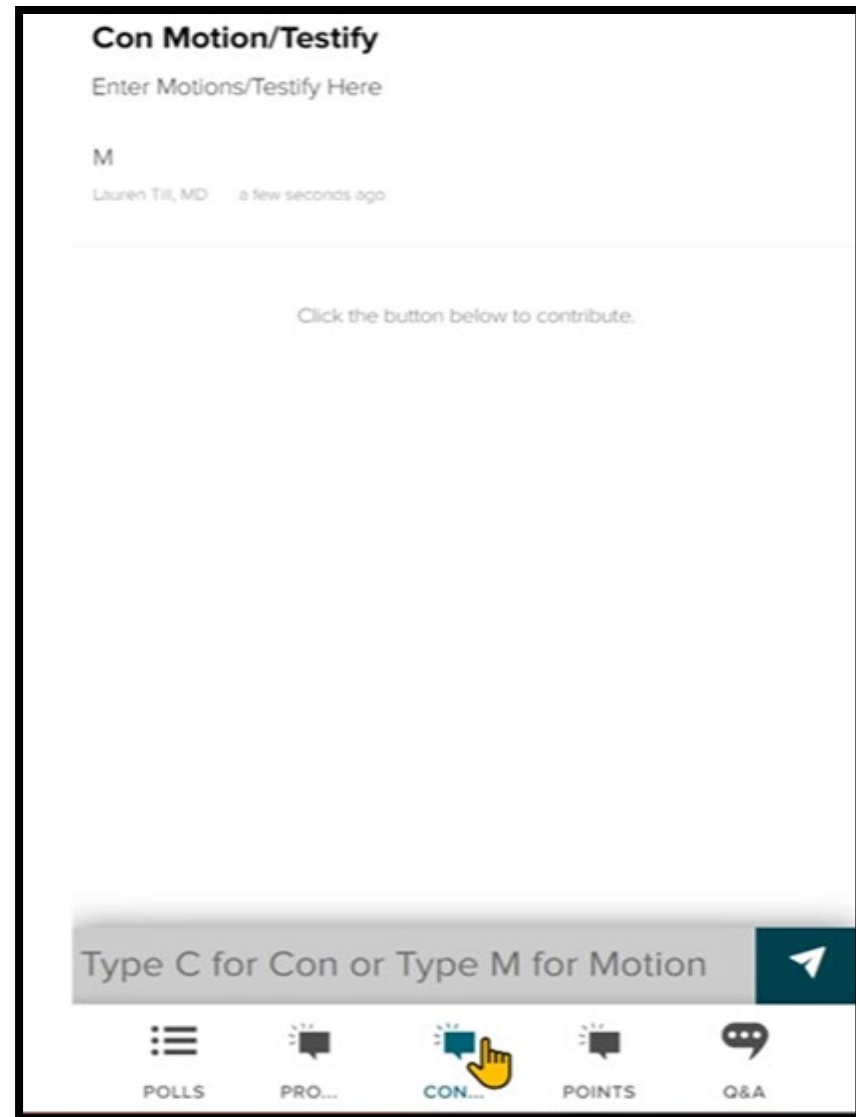 Con Motion/Testify
Enter Motions/Testify Here
M
Lauren Till, MD a few seconds ago
Click the button below to contribute.
Type C for Con or Type M for Motion
POLLS PRO... CON... POINTS Q&A